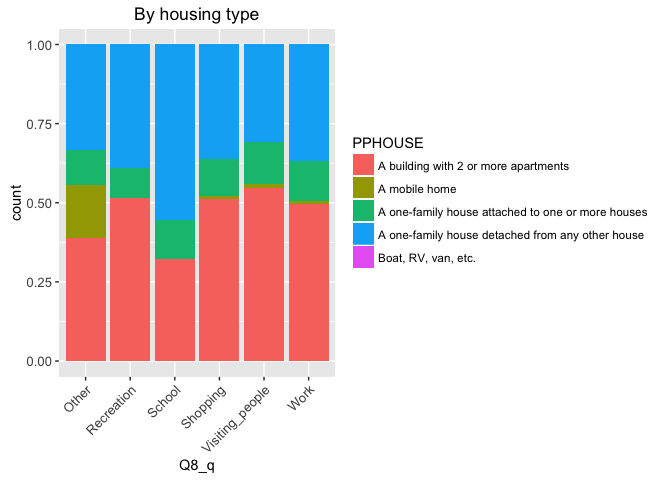 By housing type
count
1.00
0.75
0.50
0.25
0.00
Other
Recreation
School
Shopping
Visiting_people
Work
Q8_q
PPHOUSE
A building with 2 or more apartments
A mobile home
A one-family house attached to one or more houses
A one-family house detached from any other house
Boat, RV, van, etc.